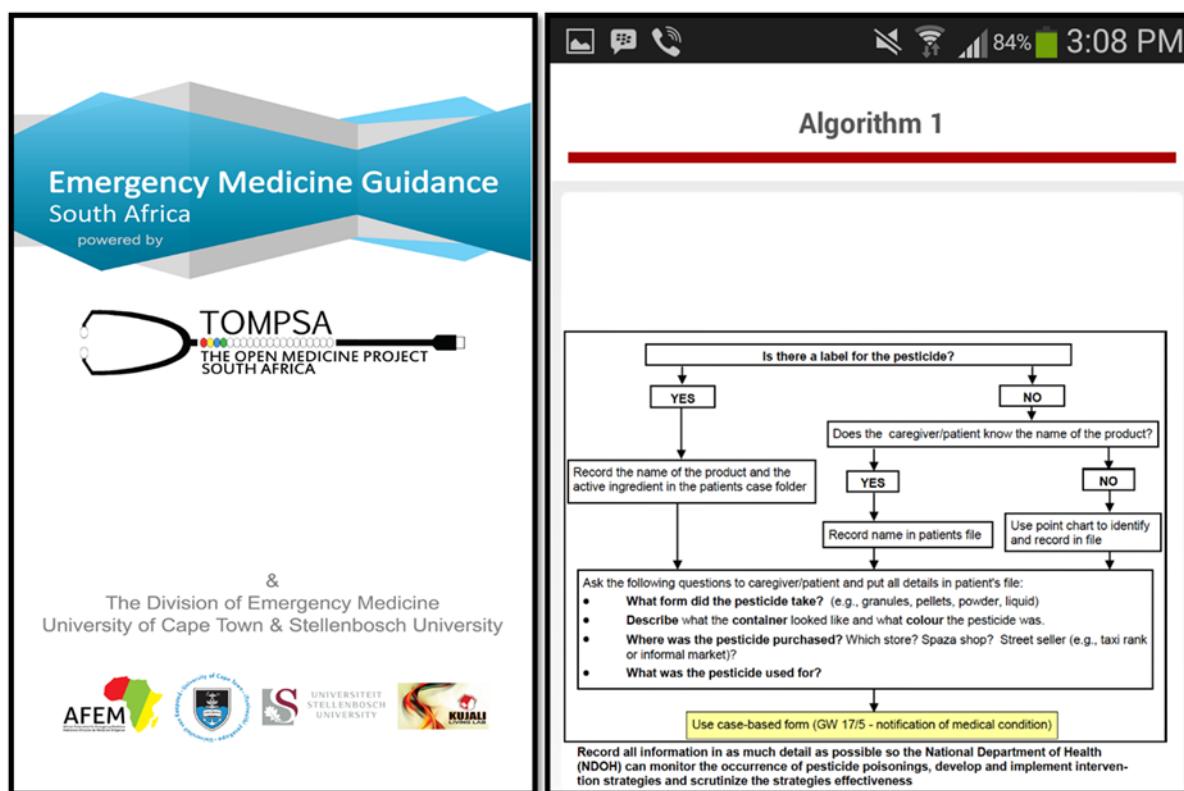 Emergency Medicine Guidance
South Africa
powered by
TOMPSA
THE OPEN MEDICINE PROJECT
SOUTH AFRICA
&
The Division of Emergency Medicine
University of Cape Town & Stellenbosch University
AFEM
UNIVERSITEIT
STELLENBOSCH
UNIVERSITY
KUJALI
LIVING LAB
84% 3:08 PM
Algorithm 1
Is there a label for the pesticide?
YES
NO
Does the caregiver/patient know the name of the product?
Record the name of the product and the
active ingredient in the patients case folder
YES
NO
Record name in patients file
Use point chart to identify
and record in file
Ask the following questions to caregiver/patient and put all details in patient's file:
● What form did the pesticide take? (e.g., granules, pellets, powder, liquid)
● Describe what the container looked like and what colour the pesticide was.
● Where was the pesticide purchased? Which store? Spaza shop? Street seller (e.g., taxi rank
or informal market)?
● What was the pesticide used for?
Use case-based form (GW 17/5 - notification of medical condition)
Record all information in as much detail as possible so the National Department of Health
(NDOH) can monitor the occurrence of pesticide poisonings, develop and implement interven-
tion strategies and scrutinize the strategies effectiveness